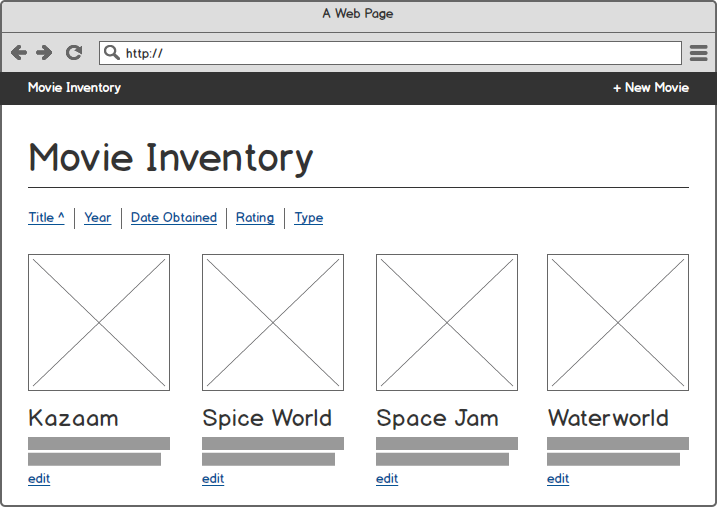 A Web Page
http://
Movie Inventory + New Movie
Movie Inventory
Title ^ Year Date Obtained Rating Type
Kazaam Spice World Space Jam Waterworld
edit edit edit edit